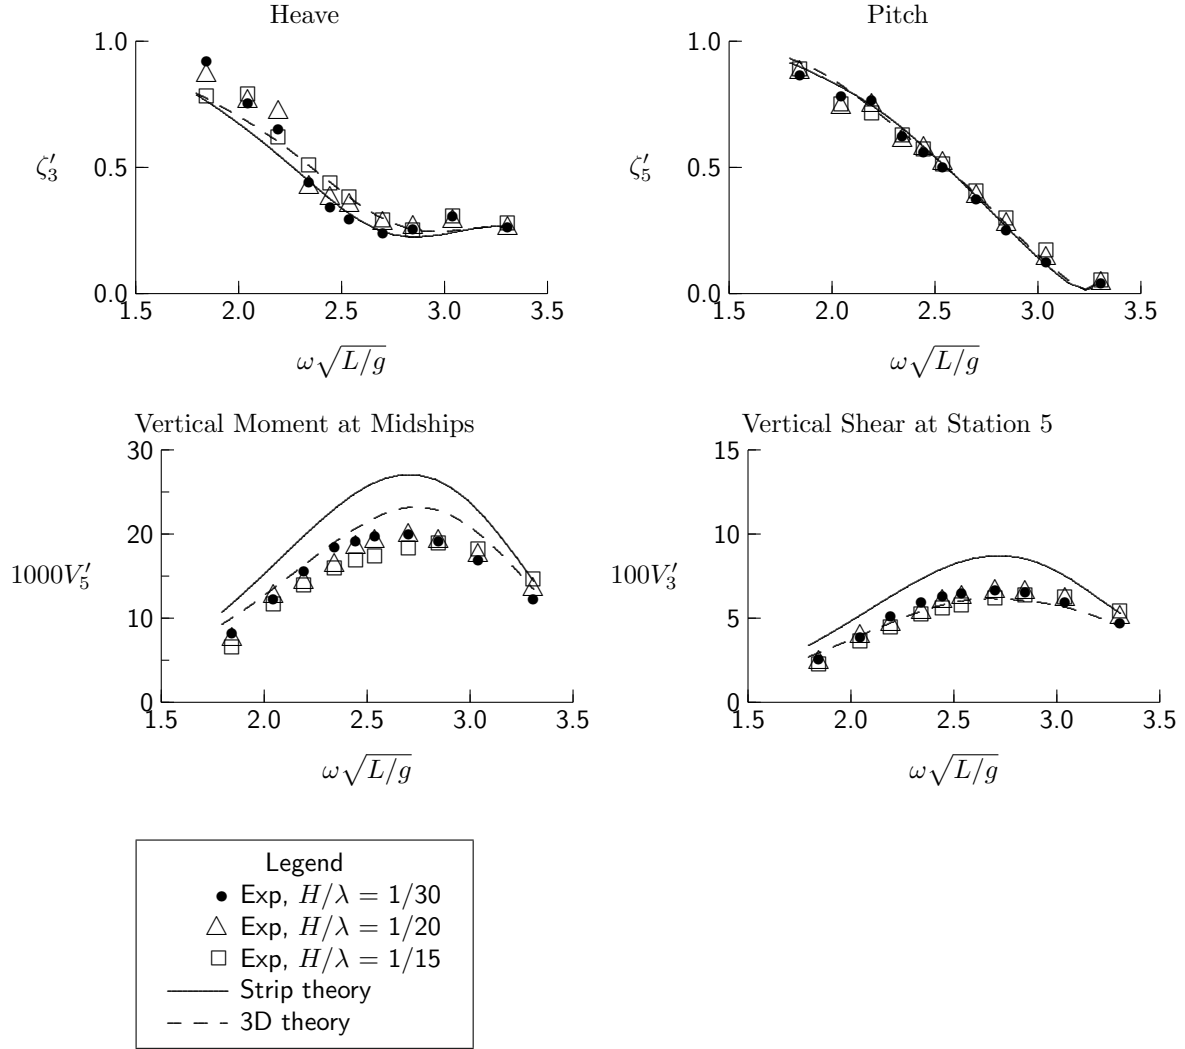 Heave
1.0
0.5
0.0
ζ′₃
1.5 2.0 2.5 3.0 3.5
ω√L/g
Pitch
1.0
0.5
0.0
ζ′₅
1.5 2.0 2.5 3.0 3.5
ω√L/g
Vertical Moment at Midships
30
20
10
0
1000V′₅
1.5 2.0 2.5 3.0 3.5
ω√L/g
Vertical Shear at Station 5
15
10
5
0
100V′₃
1.5 2.0 2.5 3.0 3.5
ω√L/g
Legend
Exp, H/λ = 1/30
Exp, H/λ = 1/20
Exp, H/λ = 1/15
Strip theory
3D theory